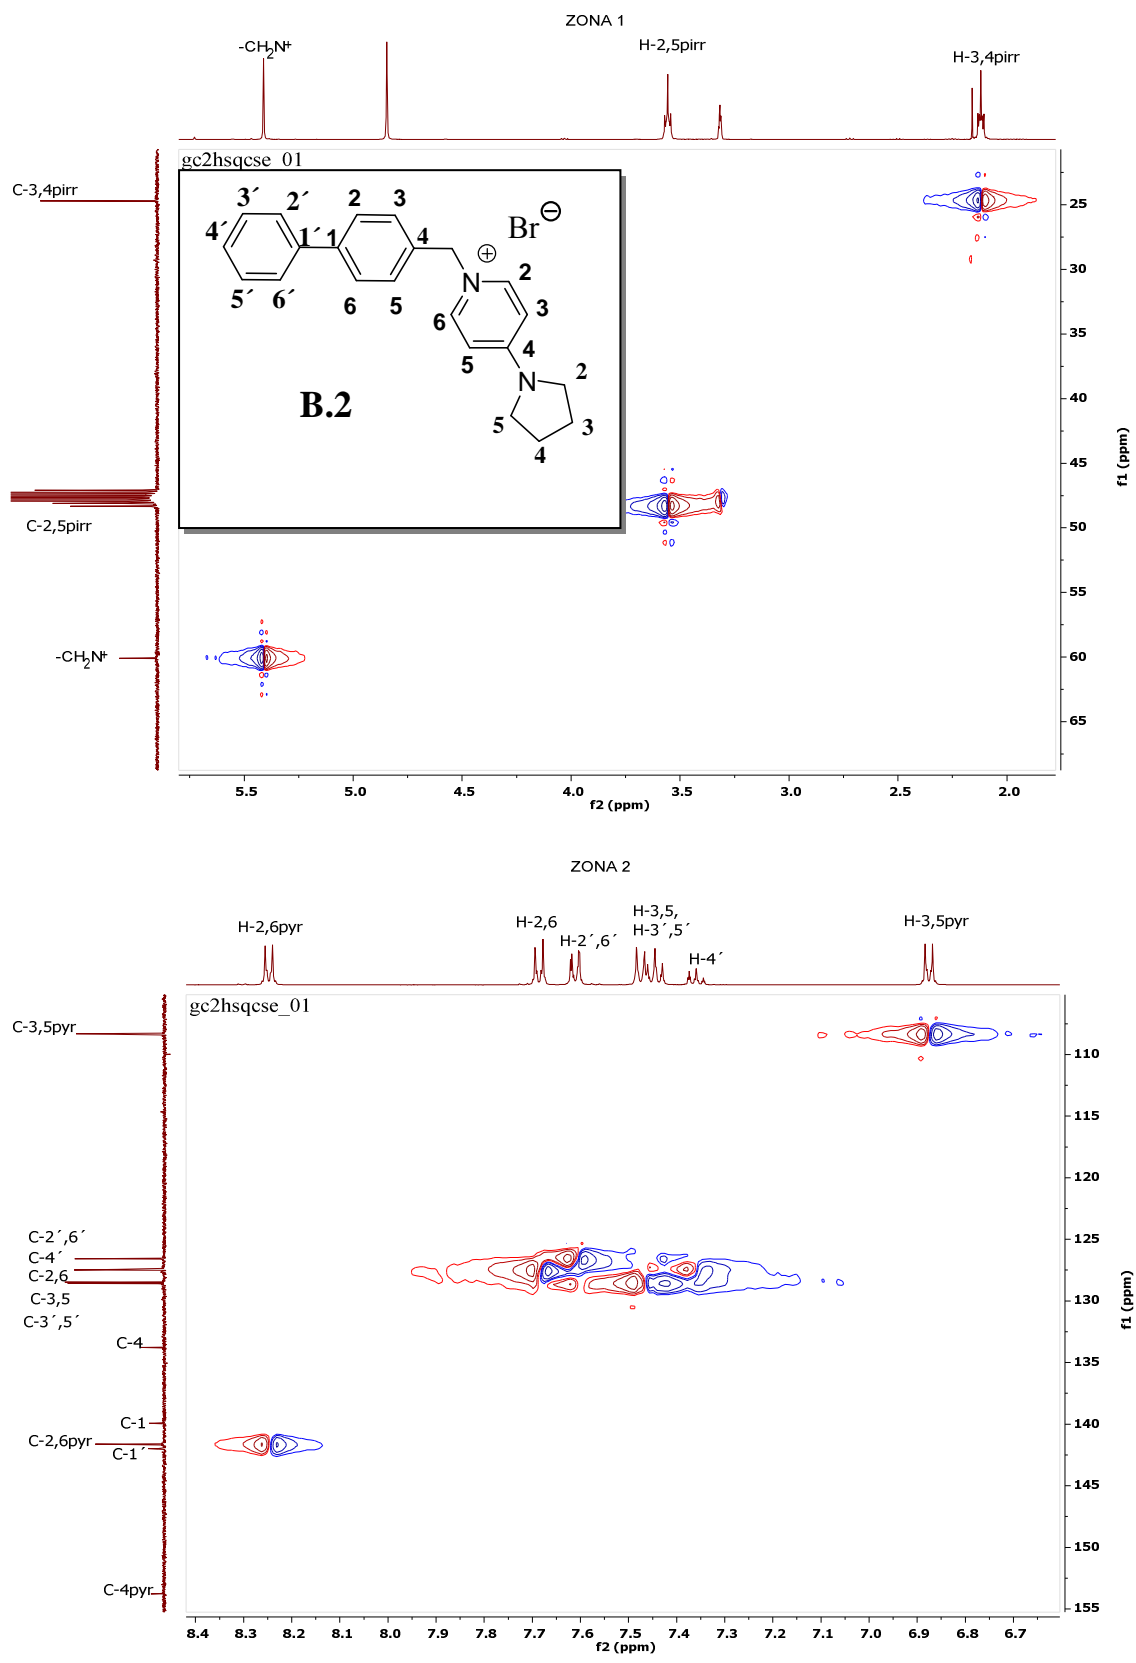 ZONA 1
-CH2N+
H-2,5pirr
H-3,4pirr
gc2hsqcse_01
C-3,4pirr
3´ 2´ 2 3
4´ 1´ 1 4
5´ 6´ 6 5
Br⊖
⊕
N 2
6 3
5 4
N 2
5 3
4
B.2
C-2,5pirr
-CH2N+
25
30
35
40
45
50
55
60
65
f1 (ppm)
5.5 5.0 4.5 4.0 3.5 3.0 2.5 2.0
f2 (ppm)
ZONA 2
H-2,6pyr
H-2,6
H-2´,6´
H-3,5,
H-3´,5´
H-4´
H-3,5pyr
gc2hsqcse_01
C-3,5pyr
C-2´,6´
C-4´
C-2,6
C-3,5
C-3´,5´
C-4
C-1
C-2,6pyr
C-1´
C-4pyr
110
115
120
125
130
135
140
145
150
155
f1 (ppm)
8.4 8.3 8.2 8.1 8.0 7.9 7.8 7.7 7.6 7.5 7.4 7.3 7.2 7.1 7.0 6.9 6.8 6.7
f2 (ppm)